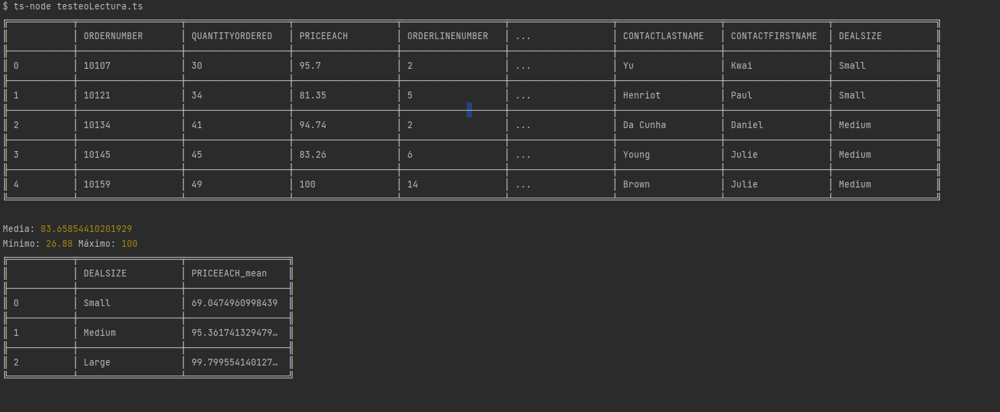 $ ts-node testeoLectura.ts
ORDERNUMBER QUANTITYORDERED PRICEEACH ORDERLINENUMBER ... CONTACTLASTNAME CONTACTFIRSTNAME DEALSIZE
0 10107 30 95.7 2 ... Yu Kwai Small
1 10121 34 81.35 5 ... Henriot Paul Small
2 10134 41 94.74 2 ... Da Cunha Daniel Medium
3 10145 45 83.26 6 ... Young Julie Medium
4 10159 49 100 14 ... Brown Julie Medium
Media: 83.65854410201929
Mínimo: 26.88 Máximo: 100
DEALSIZE PRICEEACH_mean
0 Small 69.0474960998439
1 Medium 95.361741329479…
2 Large 99.799554140127…